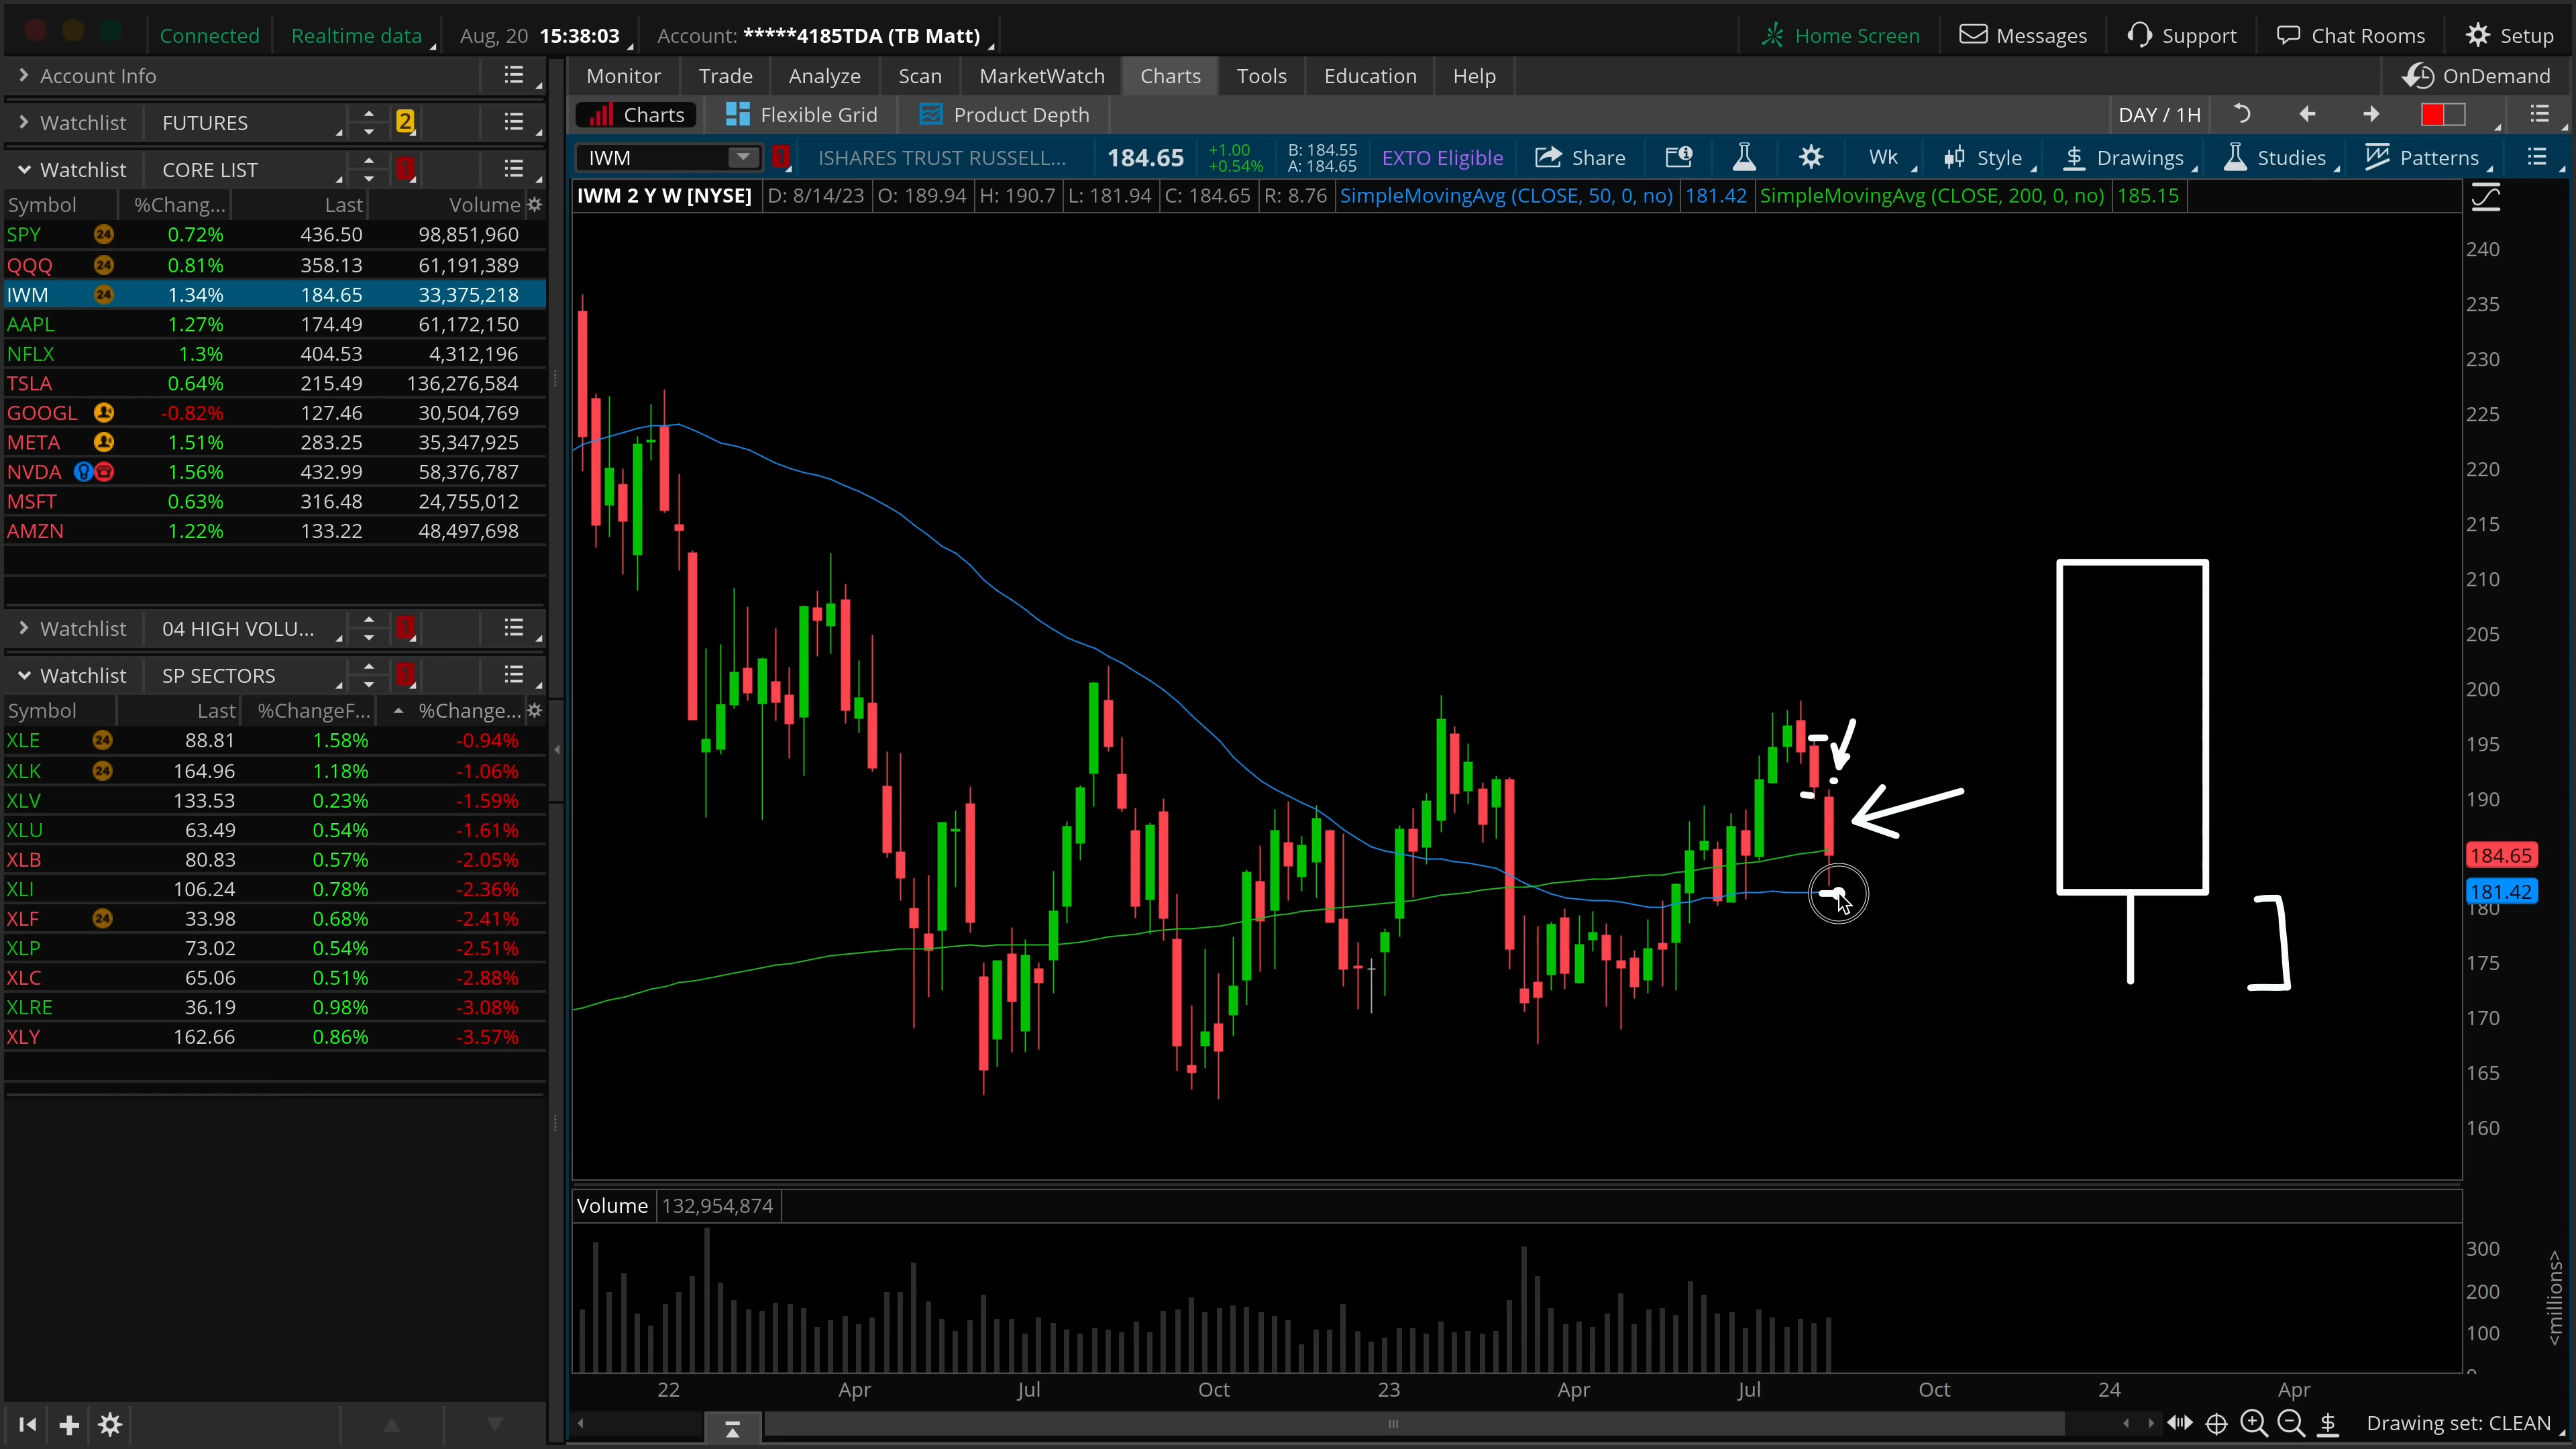 Connected Realtime data Aug, 20 15:38:03 Account: *****4185TDA (TB Matt) Home Screen Messages Support Chat Rooms Setup
Account Info
Monitor Trade Analyze Scan MarketWatch Charts Tools Education Help OnDemand
Charts Flexible Grid Product Depth DAY / 1H
Watchlist FUTURES 2
Watchlist CORE LIST 1
IWM 1 ISHARES TRUST RUSSELL... 184.65 +1.00 +0.54% B: 184.55 A: 184.65 EXTO Eligible Share Wk Style Drawings Studies Patterns
IWM 2 Y W [NYSE] D: 8/14/23 O: 189.94 H: 190.7 L: 181.94 C: 184.65 R: 8.76 SimpleMovingAvg (CLOSE, 50, 0, no) 181.42 SimpleMovingAvg (CLOSE, 200, 0, no) 185.15
Symbol %Chang... Last Volume
SPY 24 0.72% 436.50 98,851,960
QQQ 24 0.81% 358.13 61,191,389
IWM 24 1.34% 184.65 33,375,218
AAPL 1.27% 174.49 61,172,150
NFLX 1.3% 404.53 4,312,196
TSLA 0.64% 215.49 136,276,584
GOOGL -0.82% 127.46 30,504,769
META 1.51% 283.25 35,347,925
NVDA 1.56% 432.99 58,376,787
MSFT 0.63% 316.48 24,755,012
AMZN 1.22% 133.22 48,497,698
Watchlist 04 HIGH VOLU... 1
Watchlist SP SECTORS 1
Symbol Last %ChangeF... %Change...
XLE 24 88.81 1.58% -0.94%
XLK 24 164.96 1.18% -1.06%
XLV 133.53 0.23% -1.59%
XLU 63.49 0.54% -1.61%
XLB 80.83 0.57% -2.05%
XLI 106.24 0.78% -2.36%
XLF 24 33.98 0.68% -2.41%
XLP 73.02 0.54% -2.51%
XLC 65.06 0.51% -2.88%
XLRE 36.19 0.98% -3.08%
XLY 162.66 0.86% -3.57%
240
235
230
225
220
215
210
205
200
195
190
184.65
181.42
180
175
170
165
160
Volume 132,954,874
300
200
100
<millions>
22 Apr Jul Oct 23 Apr Jul Oct 24 Apr
Drawing set: CLEAN